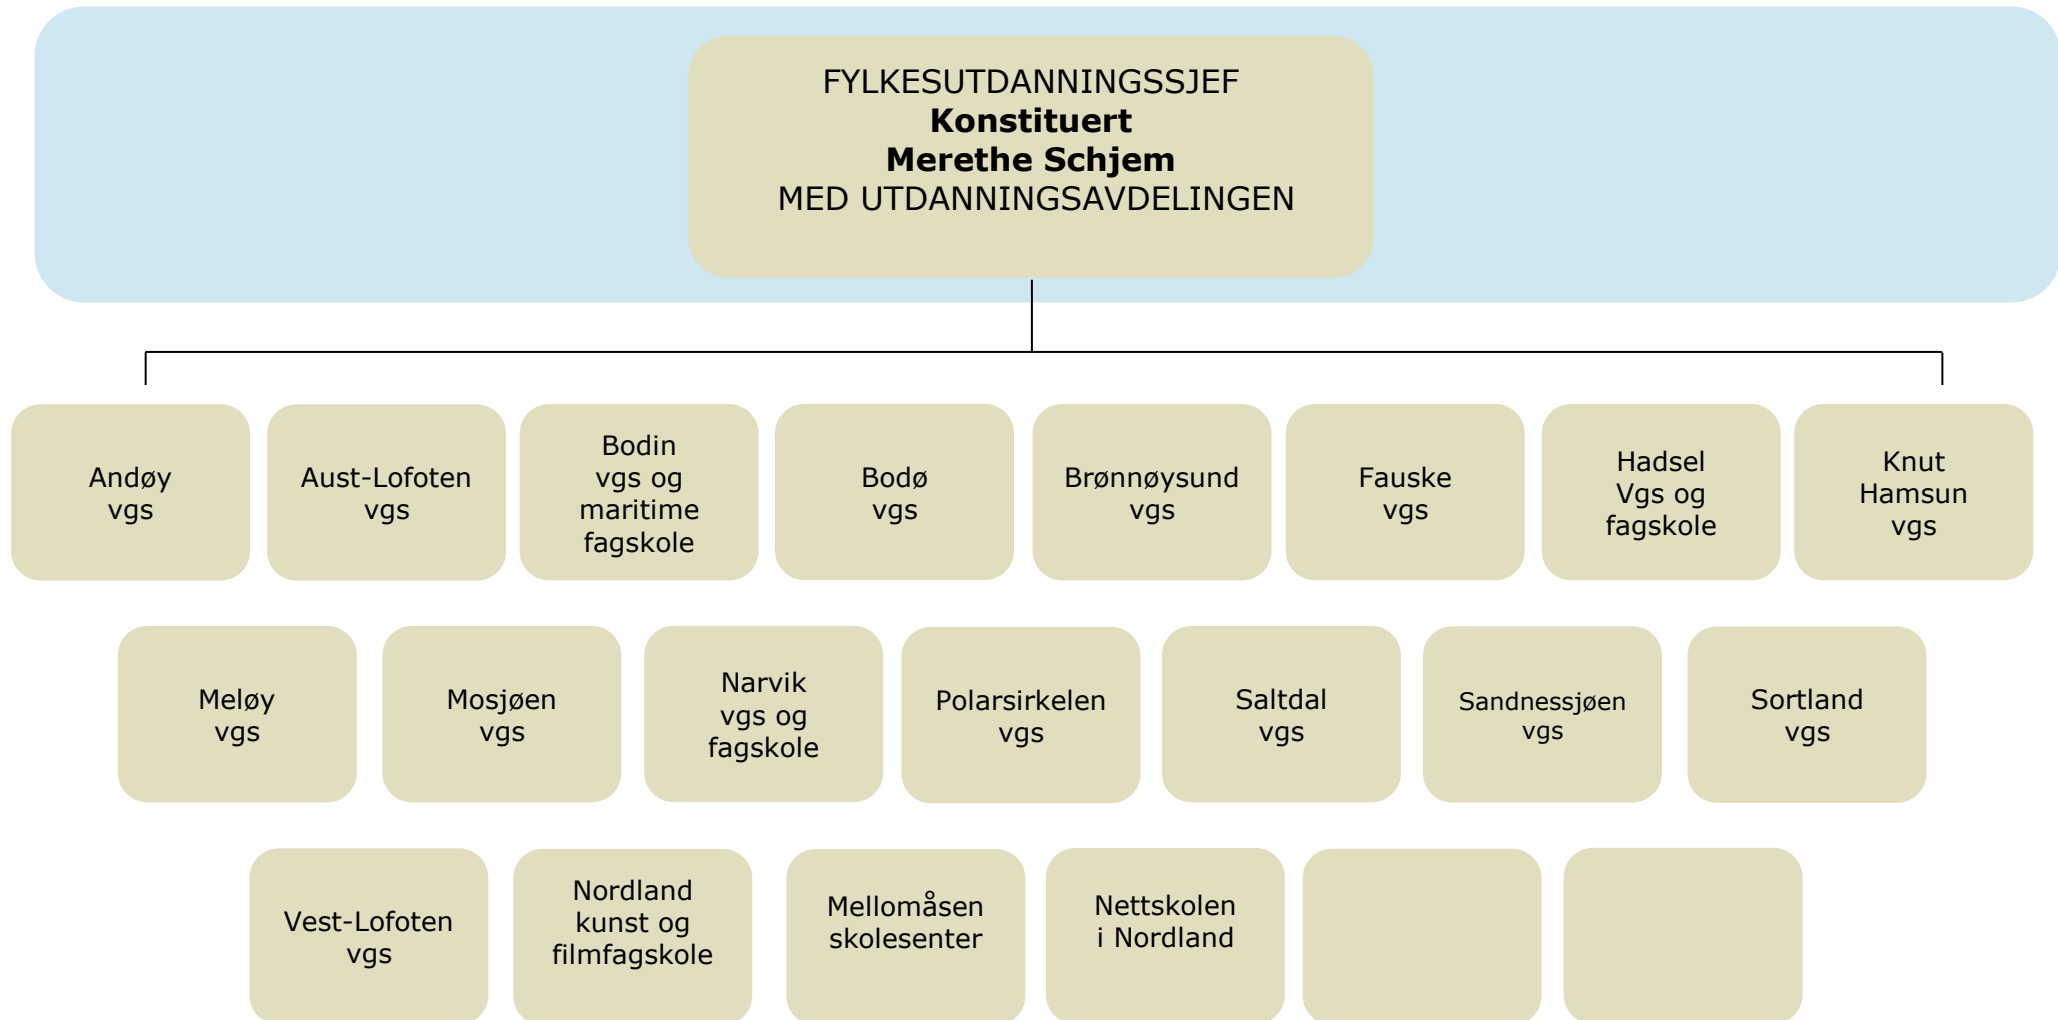 FYLKESUTDANNINGSSJEF
Konstituert
Merethe Schjem
MED UTDANNINGSAVDELINGEN
Andøy
vgs
Aust-Lofoten
vgs
Bodin
vgs og
maritime
fagskole
Bodø
vgs
Brønnøysund
vgs
Fauske
vgs
Hadsel
Vgs og
fagskole
Knut
Hamsun
vgs
Meløy
vgs
Mosjøen
vgs
Narvik
vgs og
fagskole
Polarsirkelen
vgs
Saltdal
vgs
Sandnessjøen
vgs
Sortland
vgs
Vest-Lofoten
vgs
Nordland
kunst og
filmfagskole
Mellomåsen
skolesenter
Nettskolen
i Nordland